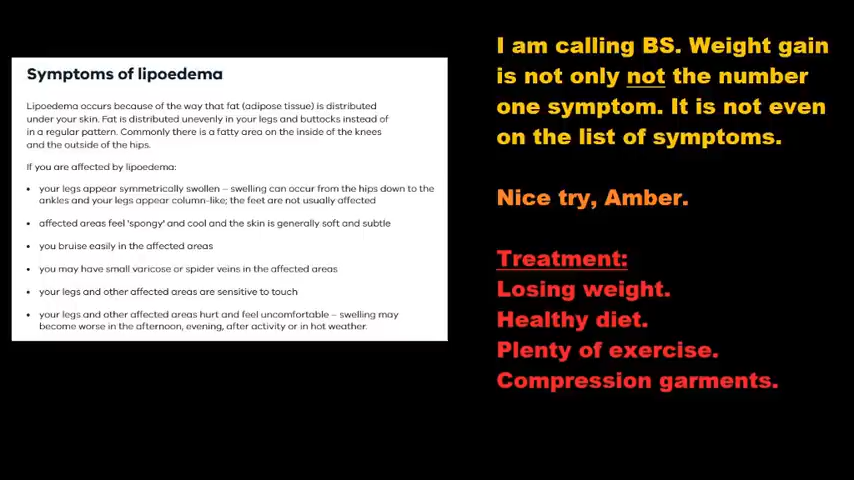 Symptoms of lipoedema
Lipoedema occurs because of the way that fat (adipose tissue) is distributed
under your skin. Fat is distributed unevenly in your legs and buttocks instead of
in a regular pattern. Commonly there is a fatty area on the inside of the knees
and the outside of the hips.
If you are affected by lipoedema:
• your legs appear symmetrically swollen – swelling can occur from the hips down to the
ankles and your legs appear column-like; the feet are not usually affected
• affected areas feel 'spongy' and cool and the skin is generally soft and subtle
• you bruise easily in the affected areas
• you may have small varicose or spider veins in the affected areas
• your legs and other affected areas are sensitive to touch
• your legs and other affected areas hurt and feel uncomfortable – swelling may
become worse in the afternoon, evening, after activity or in hot weather.
I am calling BS. Weight gain
is not only not the number
one symptom. It is not even
on the list of symptoms.
Nice try, Amber.
Treatment:
Losing weight.
Healthy diet.
Plenty of exercise.
Compression garments.